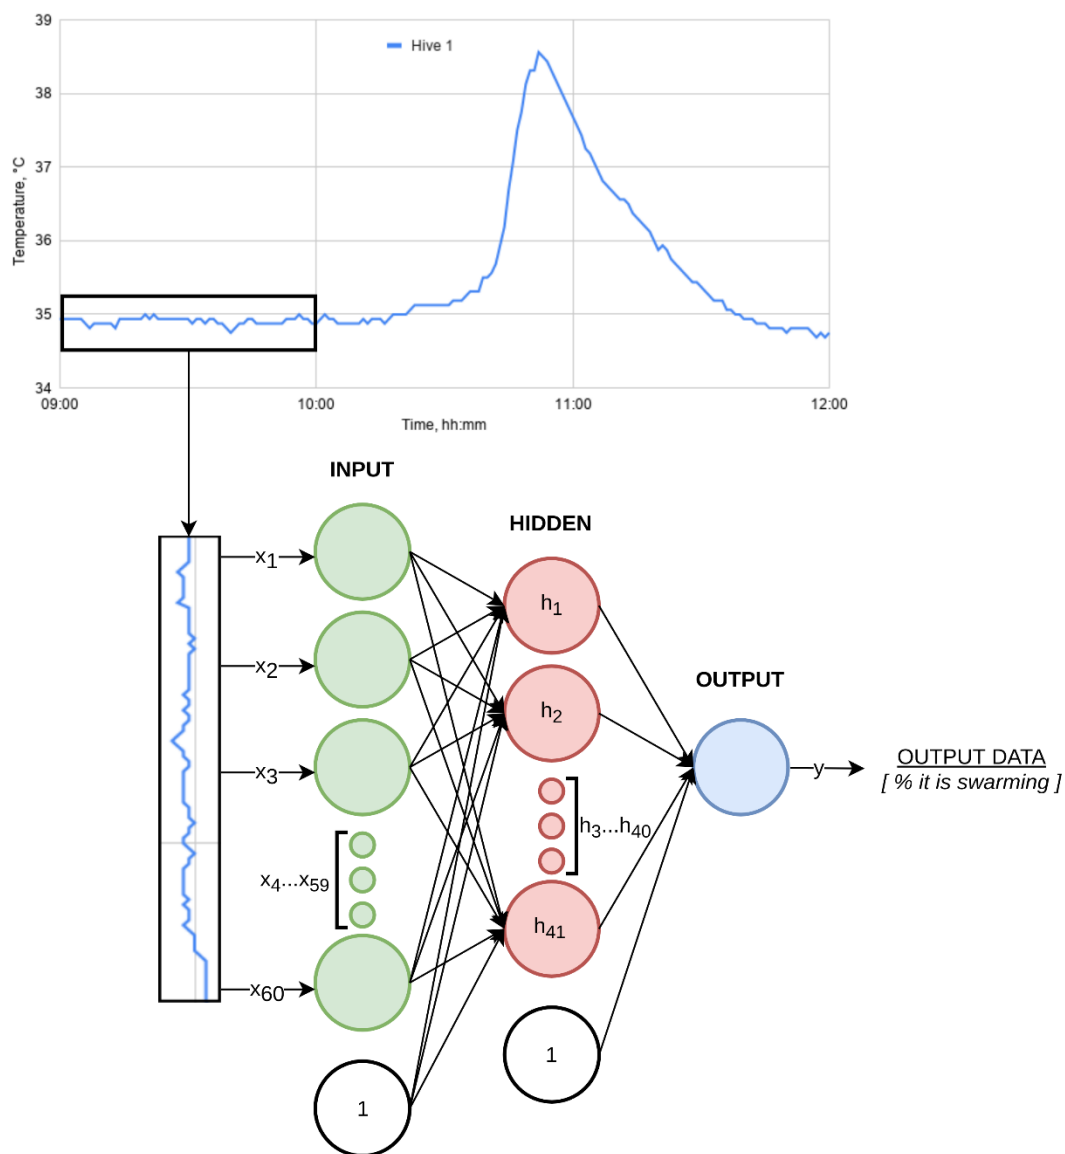 39
Hive 1
38
37
Temperature, °C
36
35
34
09:00
10:00
11:00
12:00
Time, hh:mm
INPUT
HIDDEN
OUTPUT
x1
x2
x3
x4...x59
x60
1
h1
h2
h3...h40
h41
1
y
OUTPUT DATA
[ % it is swarming ]